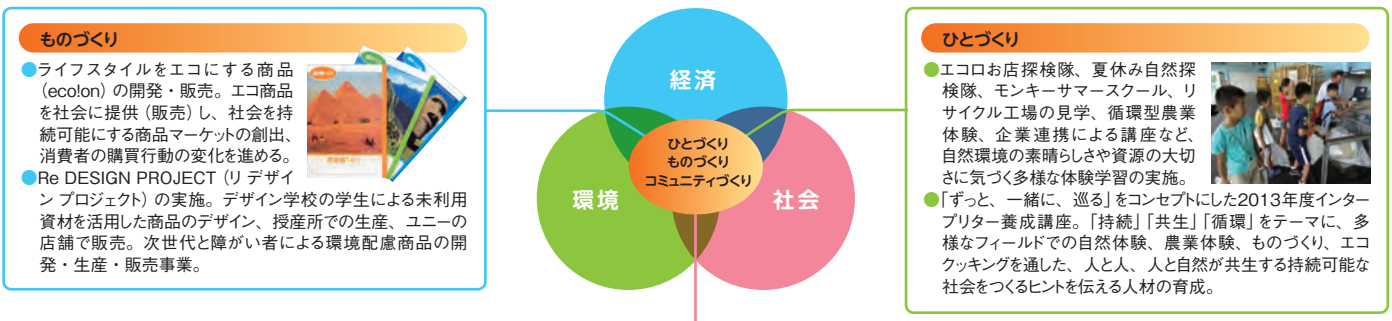 ものづくり
●ライフスタイルをエコにする商品
(eco!on)の開発・販売。エコ商品
を社会に提供(販売)し、社会を持
続可能にする商品マーケットの創出、
消費者の購買行動の変化を進める。
●Re DESIGN PROJECT(リ デザイ
ン プロジェクト)の実施。デザイン学校の学生による未利用
資材を活用した商品のデザイン、授産所での生産、ユニーの
店舗で販売。次世代と障がい者による環境配慮商品の開
発・生産・販売事業。
経済
環境
社会
ひとづくり
ものづくり
コミュニティづくり
ひとづくり
●エコロお店探検隊、夏休み自然探
検隊、モンキーサマースクール、リ
サイクル工場の見学、循環型農業
体験、企業連携による講座など、
自然環境の素晴らしさや資源の大切
さに気づく多様な体験学習の実施。
●「ずっと、一緒に、巡る」をコンセプトにした2013年度インター
プリター養成講座。「持続」「共生」「循環」をテーマに、多
様なフィールドでの自然体験、農業体験、ものづくり、エコ
クッキングを通した、人と人、人と自然が共生する持続可能な
社会をつくるヒントを伝える人材の育成。